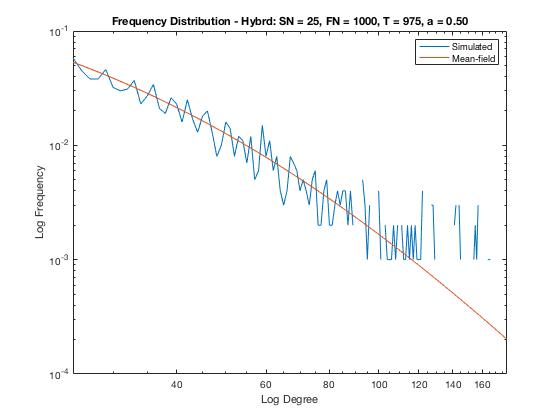 Frequency Distribution - Hybrd: SN = 25, FN = 1000, T = 975, a = 0.50
10-1
Simulated
Mean-field
10-2
Log Frequency
10-3
10-4
40 60 80 100 120 140 160
Log Degree